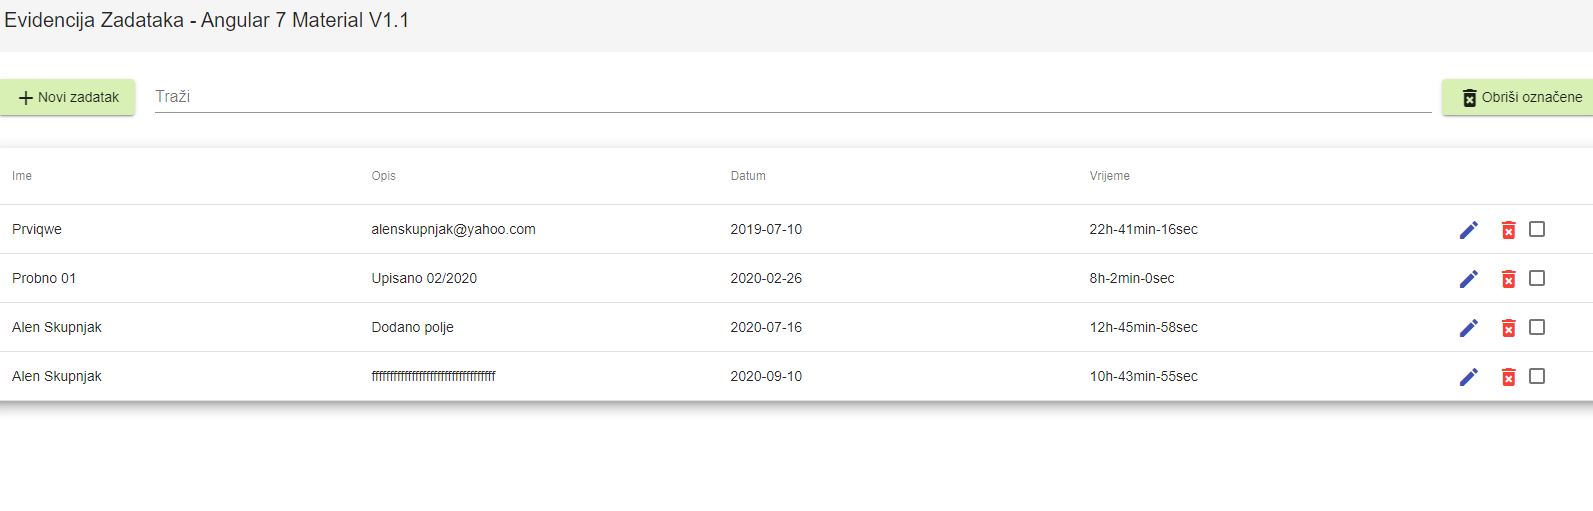 Evidencija Zadataka - Angular 7 Material V1.1
Novi zadatak Traži Obriši označene
Ime Opis Datum Vrijeme
Prviqwe alenskupnjak@yahoo.com 2019-07-10 22h-41min-16sec
Probno 01 Upisano 02/2020 2020-02-26 8h-2min-0sec
Alen Skupnjak Dodano polje 2020-07-16 12h-45min-58sec
Alen Skupnjak 2020-09-10 10h-43min-55sec